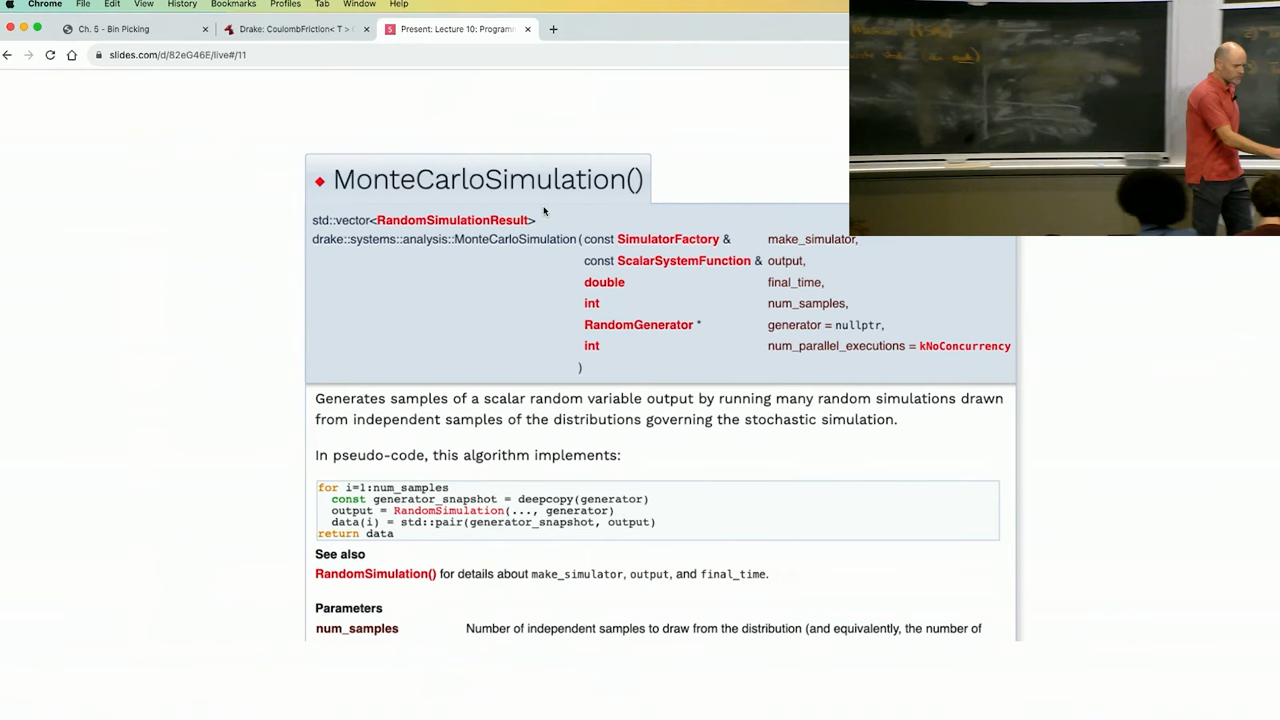 Chrome File Edit View History Bookmarks Profiles Tab Window Help
Ch. 5 - Bin Picking
Drake: CoulombFriction< T >
Present: Lecture 10: Program
slides.com/d/82eG46E/live#/11
MonteCarloSimulation()
std::vector<RandomSimulationResult>
drake::systems::analysis::MonteCarloSimulation ( const SimulatorFactory & make_simulator,
const ScalarSystemFunction & output,
double final_time,
int num_samples,
RandomGenerator * generator = nullptr,
int num_parallel_executions = kNoConcurrency
)
Generates samples of a scalar random variable output by running many random simulations drawn
from independent samples of the distributions governing the stochastic simulation.
In pseudo-code, this algorithm implements:
for i=1:num_samples
const generator_snapshot = deepcopy(generator)
output = RandomSimulation(..., generator)
data(i) = std::pair(generator_snapshot, output)
return data
See also
RandomSimulation() for details about make_simulator, output, and final_time.
Parameters
num_samples Number of independent samples to draw from the distribution (and equivalently, the number of